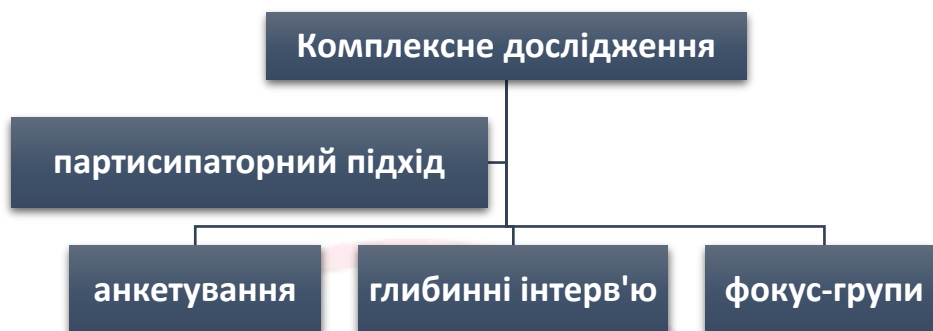 Комплексне дослідження
партисипаторний підхід
анкетування
глибинні інтерв'ю
фокус-групи